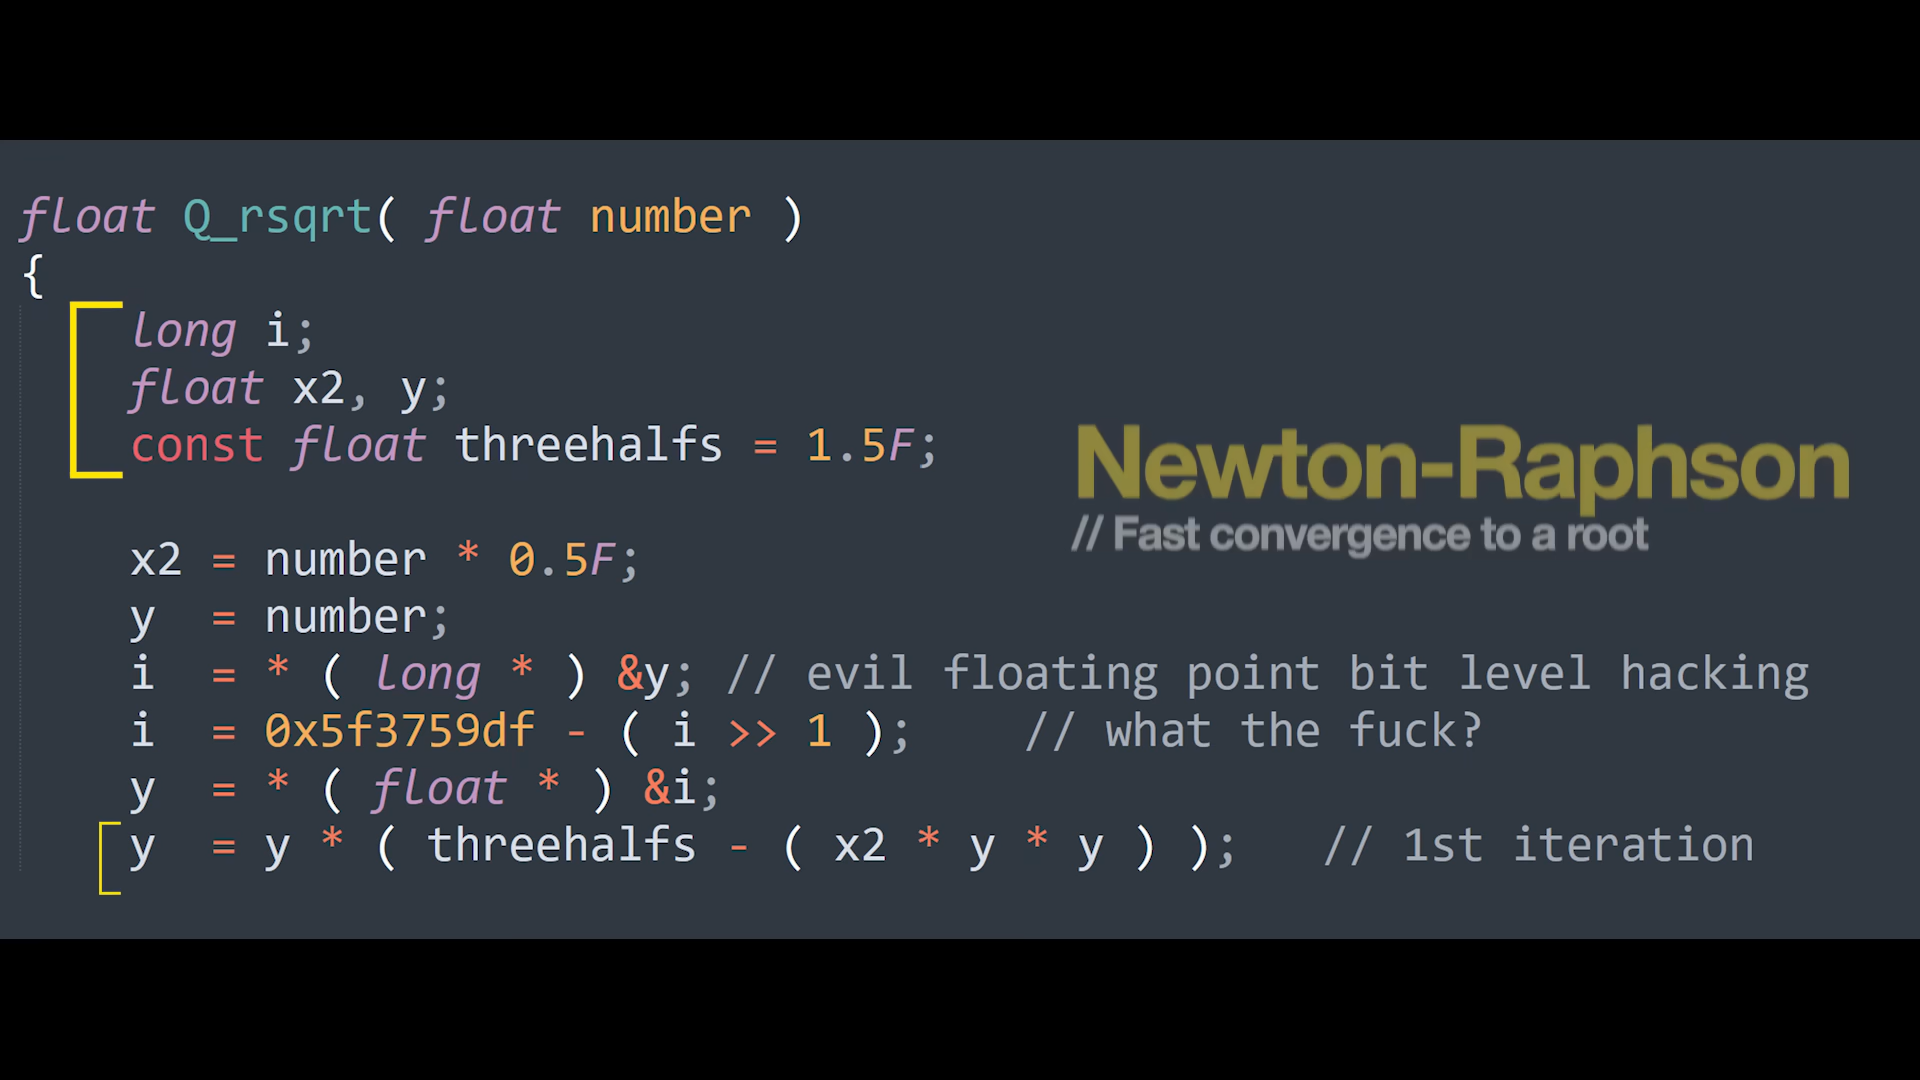 float Q_rsqrt( float number )
{
long i;
float x2, y;
const float threehalfs = 1.5F;
Newton-Raphson
// Fast convergence to a root
x2 = number * 0.5F;
y = number;
i = * ( long * ) &y; // evil floating point bit level hacking
i = 0x5f3759df - ( i >> 1 ); // what the fuck?
y = * ( float * ) &i;
y = y * ( threehalfs - ( x2 * y * y ) ); // 1st iteration